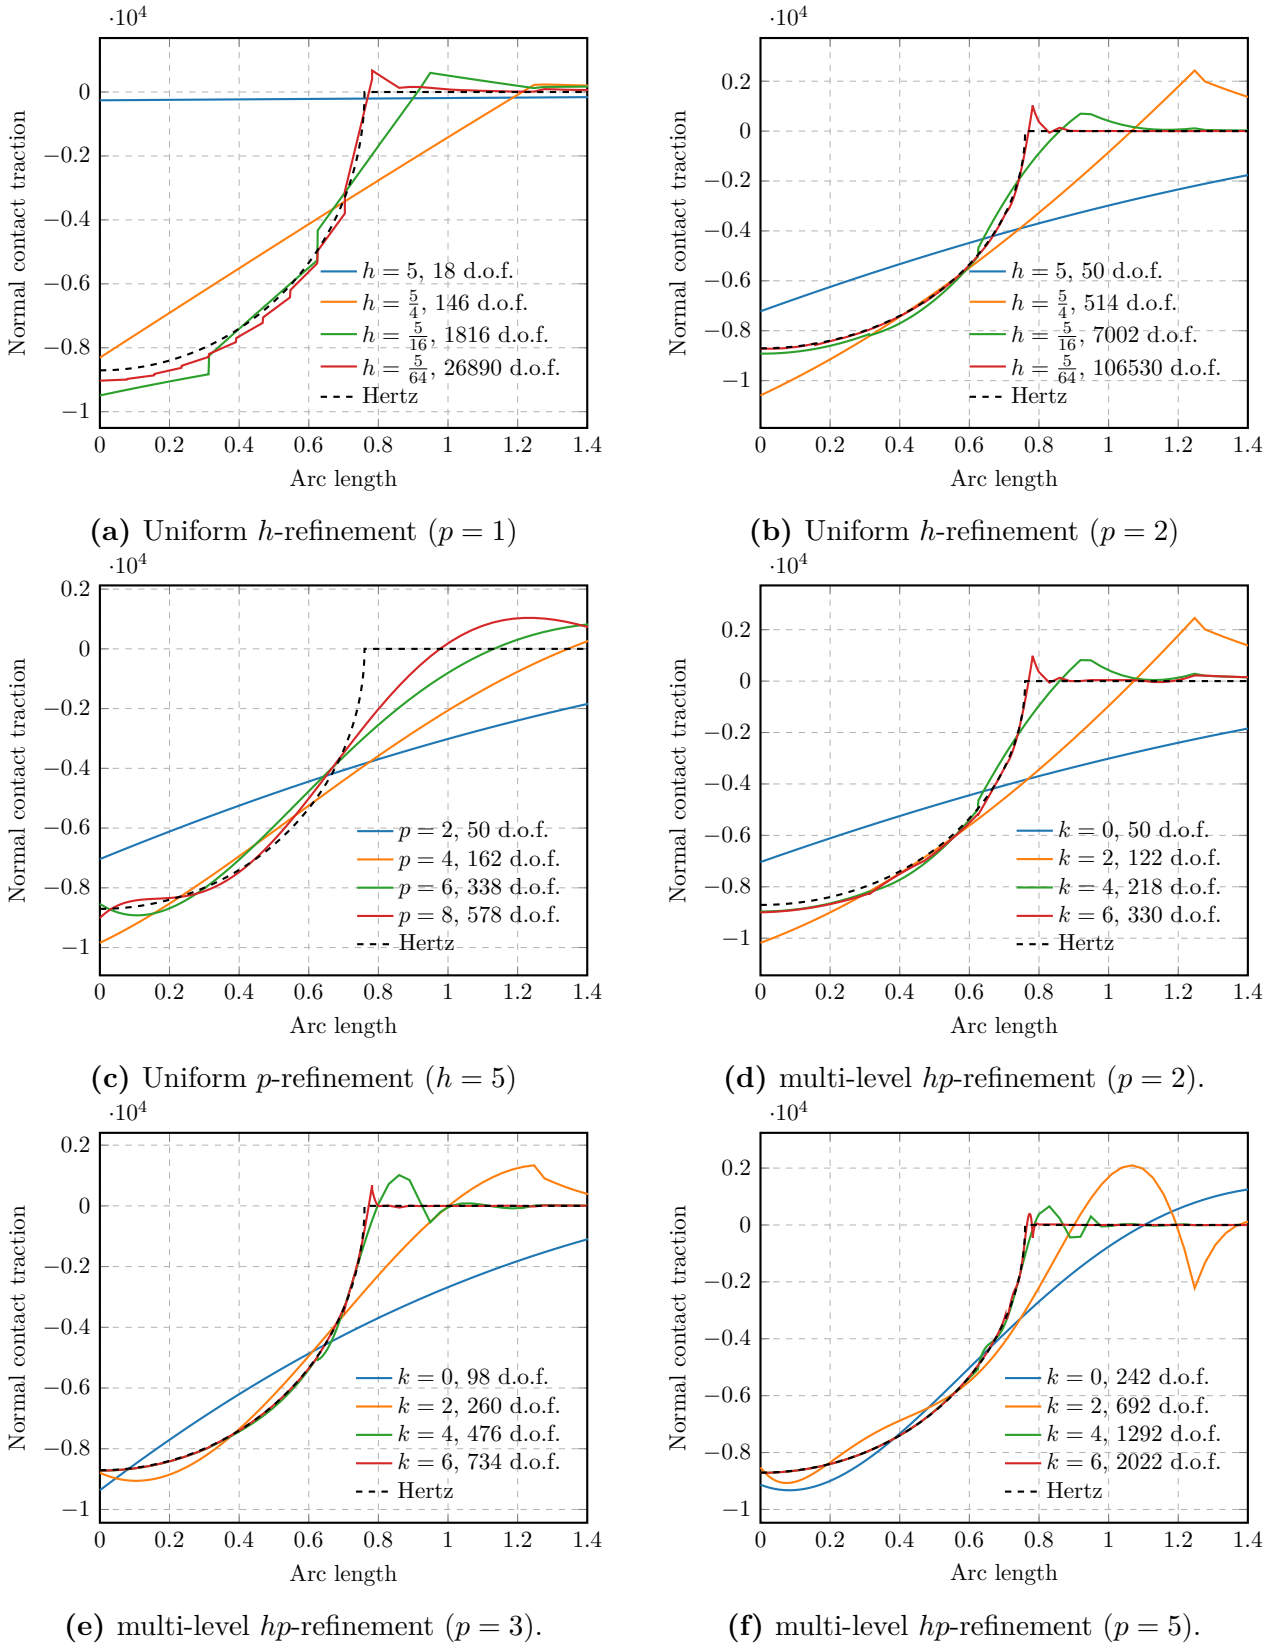 ·10⁴
0
−0.2
−0.4
−0.6
−0.8
−1
0 0.2 0.4 0.6 0.8 1 1.2 1.4
Normal contact traction
Arc length
h = 5, 18 d.o.f.
h = 5/4, 146 d.o.f.
h = 5/16, 1816 d.o.f.
h = 5/64, 26890 d.o.f.
Hertz
(a) Uniform h-refinement (p = 1)
·10⁴
0.4
0.2
0
−0.2
−0.4
−0.6
−0.8
−1
0 0.2 0.4 0.6 0.8 1 1.2 1.4
Normal contact traction
Arc length
h = 5, 50 d.o.f.
h = 5/4, 514 d.o.f.
h = 5/16, 7002 d.o.f.
h = 5/64, 106530 d.o.f.
Hertz
(b) Uniform h-refinement (p = 2)
·10⁴
0.2
0
−0.2
−0.4
−0.6
−0.8
−1
0 0.2 0.4 0.6 0.8 1 1.2 1.4
Normal contact traction
Arc length
p = 2, 50 d.o.f.
p = 4, 162 d.o.f.
p = 6, 338 d.o.f.
p = 8, 578 d.o.f.
Hertz
(c) Uniform p-refinement (h = 5)
·10⁴
0.2
0
−0.2
−0.4
−0.6
−0.8
−1
0 0.2 0.4 0.6 0.8 1 1.2 1.4
Normal contact traction
Arc length
k = 0, 50 d.o.f.
k = 2, 122 d.o.f.
k = 4, 218 d.o.f.
k = 6, 330 d.o.f.
Hertz
(d) multi-level hp-refinement (p = 2).
·10⁴
0.2
0
−0.2
−0.4
−0.6
−0.8
−1
0 0.2 0.4 0.6 0.8 1 1.2 1.4
Normal contact traction
Arc length
k = 0, 98 d.o.f.
k = 2, 260 d.o.f.
k = 4, 476 d.o.f.
k = 6, 734 d.o.f.
Hertz
(e) multi-level hp-refinement (p = 3).
·10⁴
0.2
0
−0.2
−0.4
−0.6
−0.8
−1
0 0.2 0.4 0.6 0.8 1 1.2 1.4
Normal contact traction
Arc length
k = 0, 242 d.o.f.
k = 2, 692 d.o.f.
k = 4, 1292 d.o.f.
k = 6, 2022 d.o.f.
Hertz
(f) multi-level hp-refinement (p = 5).